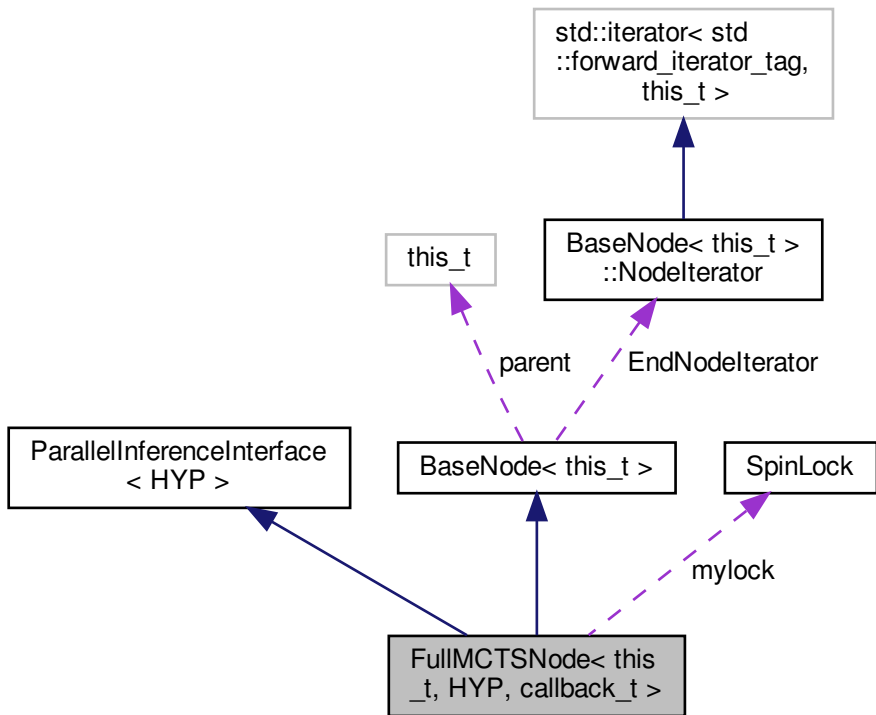 std::iterator< std
::forward_iterator_tag,
this_t >
this_t
BaseNode< this_t >
::NodeIterator
parent
EndNodeIterator
ParallelInferenceInterface
< HYP >
BaseNode< this_t >
SpinLock
mylock
FullMCTSNode< this
_t, HYP, callback_t >